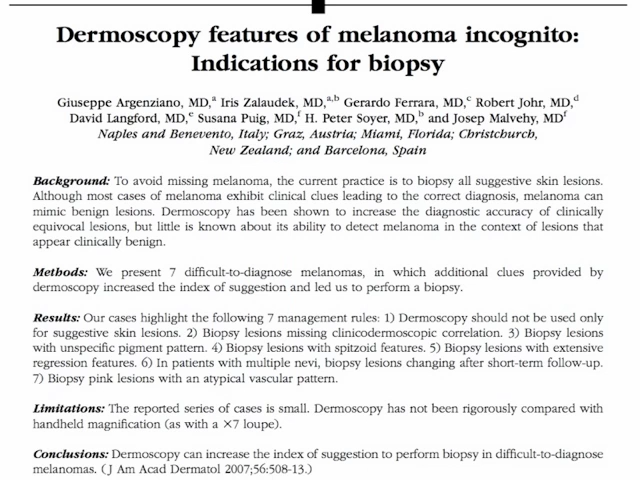 Dermoscopy features of melanoma incognito:
Indications for biopsy
Giuseppe Argenziano, MD,a Iris Zalaudek, MD,a,b Gerardo Ferrara, MD,c Robert Johr, MD,d
David Langford, MD,e Susana Puig, MD,f H. Peter Soyer, MD,b and Josep Malvehy, MDf
Naples and Benevento, Italy; Graz, Austria; Miami, Florida; Christchurch,
New Zealand; and Barcelona, Spain
Background: To avoid missing melanoma, the current practice is to biopsy all suggestive skin lesions.
Although most cases of melanoma exhibit clinical clues leading to the correct diagnosis, melanoma can
mimic benign lesions. Dermoscopy has been shown to increase the diagnostic accuracy of clinically
equivocal lesions, but little is known about its ability to detect melanoma in the context of lesions that
appear clinically benign.
Methods: We present 7 difficult-to-diagnose melanomas, in which additional clues provided by
dermoscopy increased the index of suggestion and led us to perform a biopsy.
Results: Our cases highlight the following 7 management rules: 1) Dermoscopy should not be used only
for suggestive skin lesions. 2) Biopsy lesions missing clinicodermoscopic correlation. 3) Biopsy lesions
with unspecific pigment pattern. 4) Biopsy lesions with spitzoid features. 5) Biopsy lesions with extensive
regression features. 6) In patients with multiple nevi, biopsy lesions changing after short-term follow-up.
7) Biopsy pink lesions with an atypical vascular pattern.
Limitations: The reported series of cases is small. Dermoscopy has not been rigorously compared with
handheld magnification (as with a ×7 loupe).
Conclusions: Dermoscopy can increase the index of suggestion to perform biopsy in difficult-to-diagnose
melanomas. ( J Am Acad Dermatol 2007;56:508-13.)